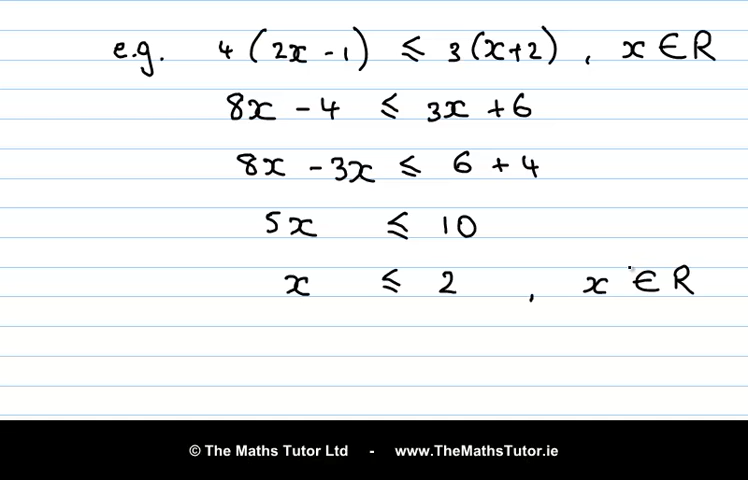 e.g. 4(2x - 1) ≤ 3(x+2), x ∈ R
8x - 4 ≤ 3x + 6
8x - 3x ≤ 6 + 4
5x ≤ 10
x ≤ 2, x ∈ R
© The Maths Tutor Ltd - www.TheMathsTutor.ie